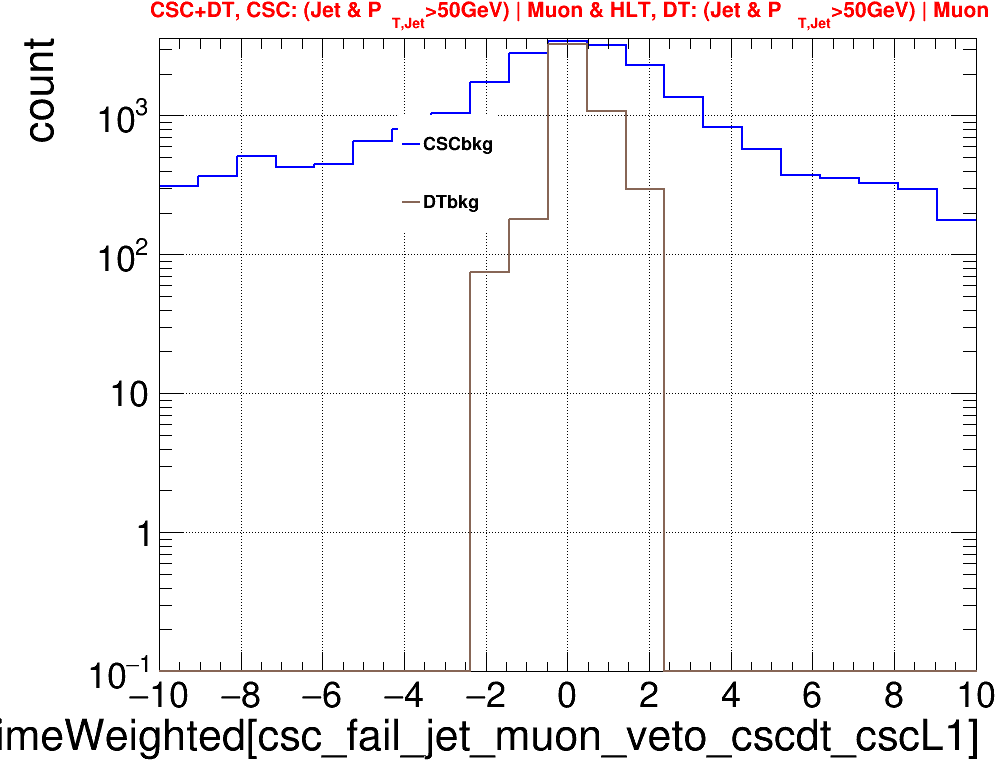 CSC+DT, CSC: (Jet & P T,Jet>50GeV) | Muon & HLT, DT: (Jet & P T,Jet>50GeV) | Muon
count
10³
10²
10
1
10⁻¹
CSCbkg
DTbkg
−10 −8 −6 −4 −2 0 2 4 6 8 10
imeWeighted[csc_fail_jet_muon_veto_cscdt_cscL1]